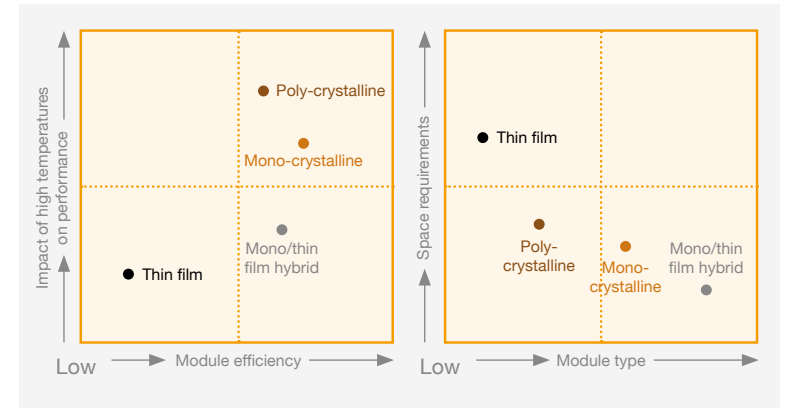 Impact of high temperatures
on performance
Poly-crystalline
Mono-crystalline
Mono/thin
film hybrid
Thin film
Low
Module efficiency
Space requirements
Thin film
Poly-
crystalline
Mono-
crystalline
Mono/thin
film hybrid
Low
Module type